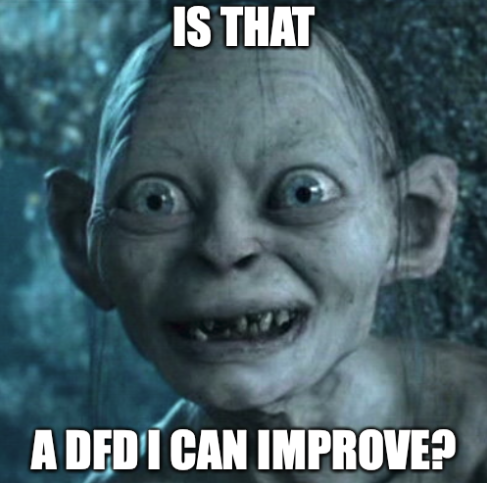 IS THAT
A DFD I CAN IMPROVE?